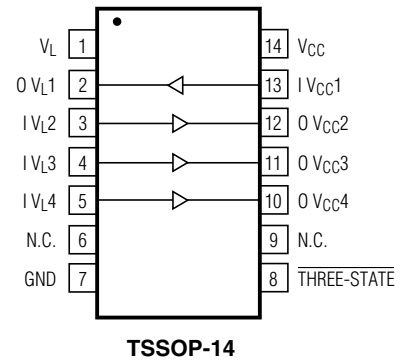 V_L 1 14 V_CC
O V_L1 2 13 I V_CC1
I V_L2 3 12 O V_CC2
I V_L3 4 11 O V_CC3
I V_L4 5 10 O V_CC4
N.C. 6 9 N.C.
GND 7 8 THREE-STATE
TSSOP-14